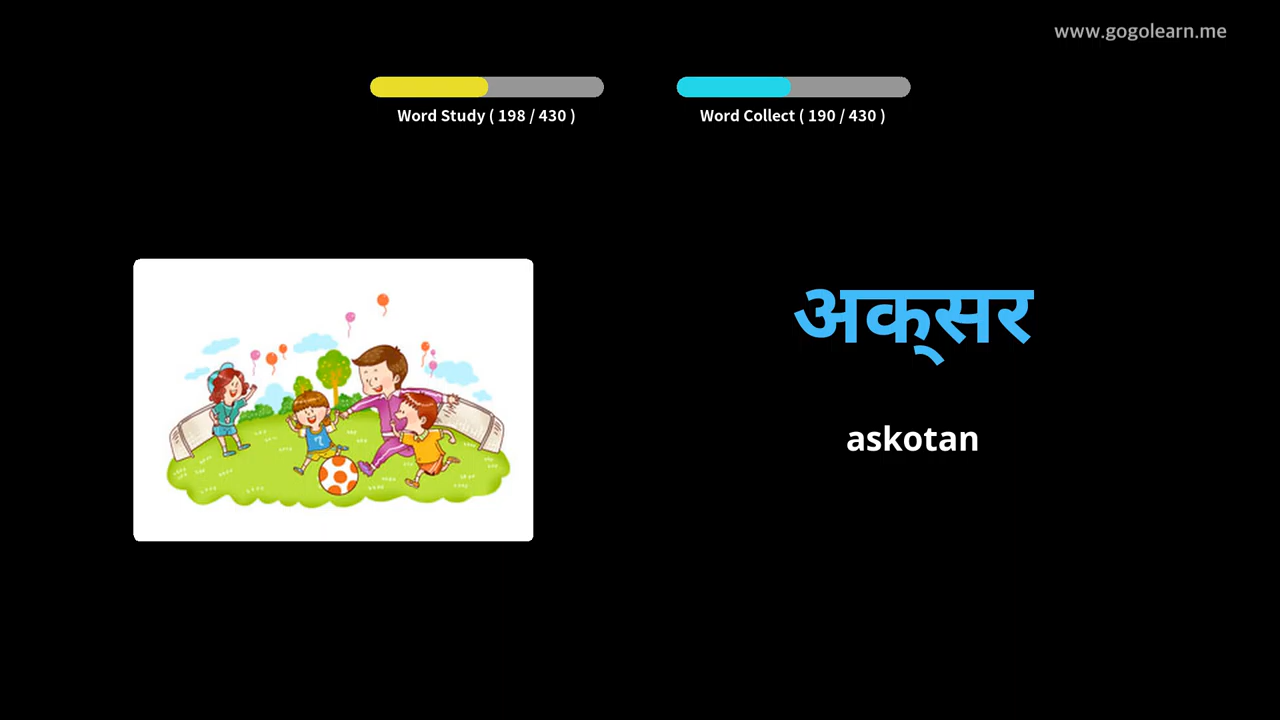 www.gogolearn.me
Word Study ( 198 / 430 )
Word Collect ( 190 / 430 )
अक्‌सर
askotan